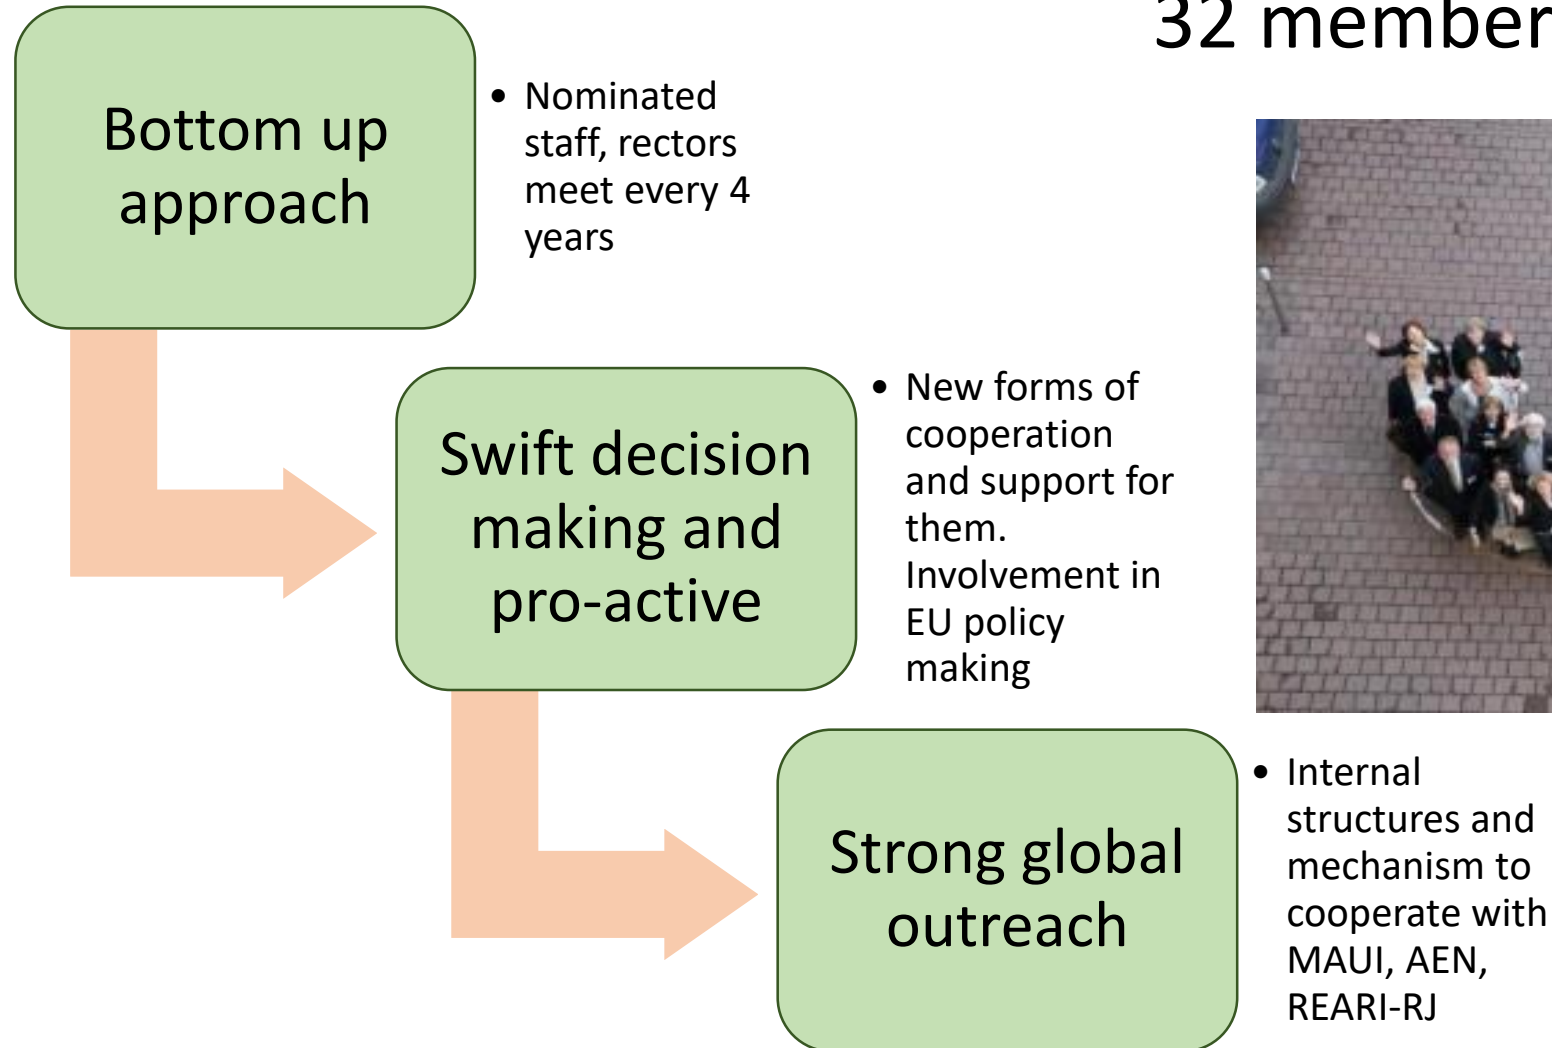 32 member
Bottom up
approach
• Nominated
staff, rectors
meet every 4
years
Swift decision
making and
pro-active
• New forms of
cooperation
and support for
them.
Involvement in
EU policy
making
Strong global
outreach
• Internal
structures and
mechanism to
cooperate with
MAUI, AEN,
REARI-RJ